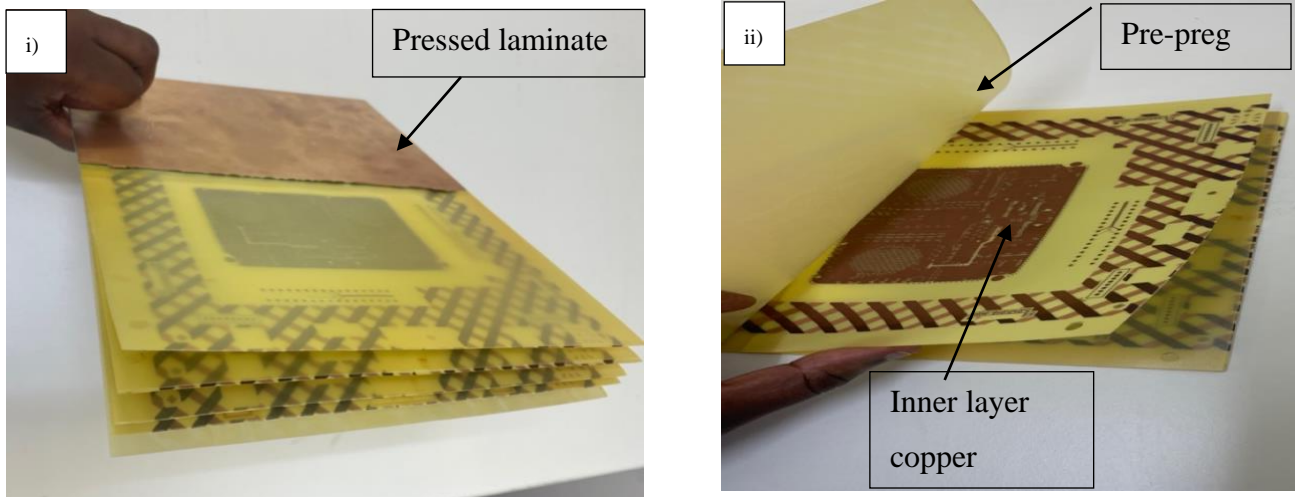 i)
Pressed laminate
ii)
Pre-preg
Inner layer
copper